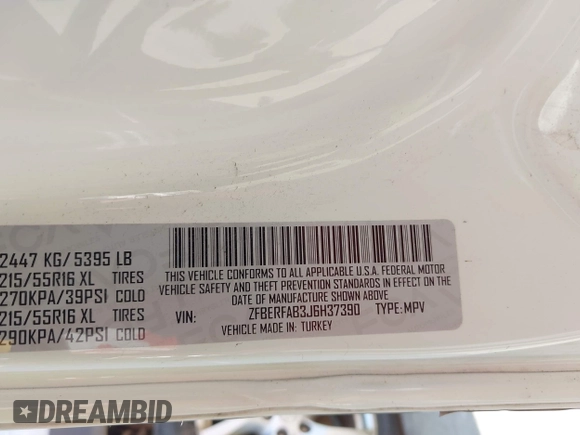 2447 KG/ 5395 LB
215/55R16 XL TIRES
270KPA/39PSI COLD
215/55R16 XL TIRES
290KPA/42PSI COLD
THIS VEHICLE CONFORMS TO ALL APPLICABLE U.S.A. FEDERAL MOTOR
VEHICLE SAFETY AND THEFT PREVENTION STANDARDS IN EFFECT ON
THE DATE OF MANUFACTURE SHOWN ABOVE.
VIN: ZFBERFAB3J6H37390 TYPE: MPV
VEHICLE MADE IN: TURKEY
DREAMBID